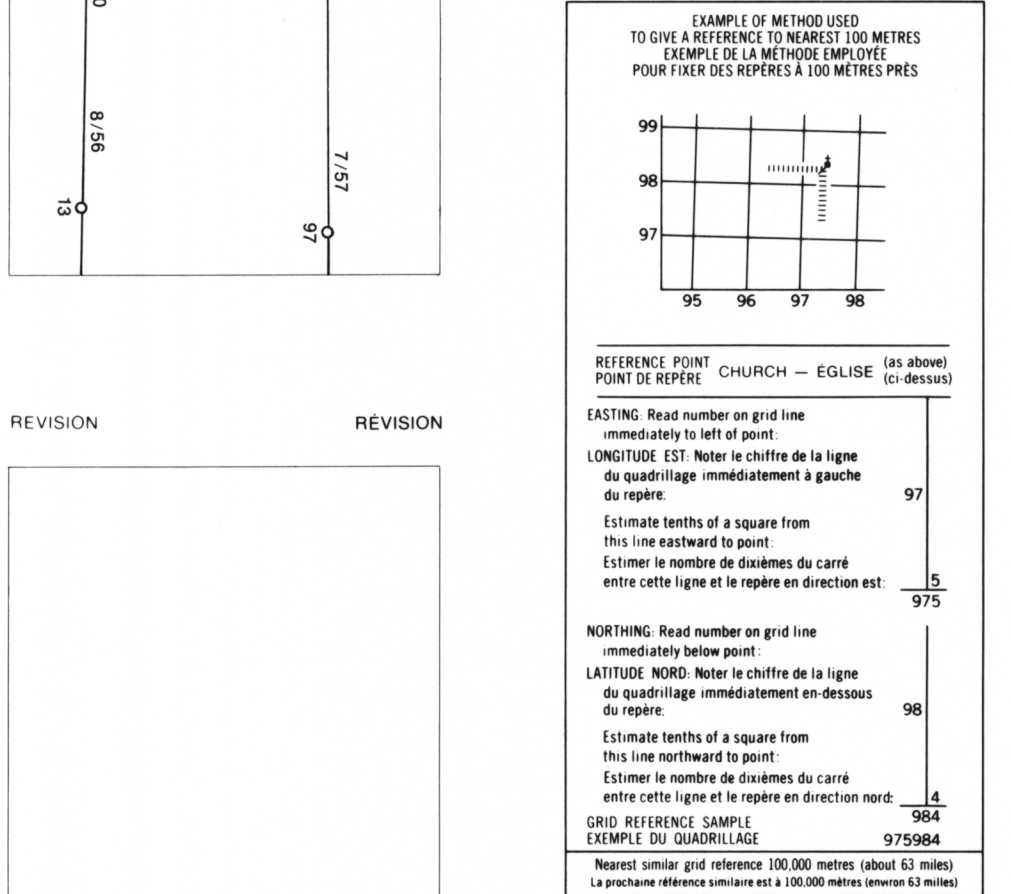 8/56
13
7/57
97
REVISION RÉVISION
EXAMPLE OF METHOD USED
TO GIVE A REFERENCE TO NEAREST 100 METRES
EXEMPLE DE LA MÉTHODE EMPLOYÉE
POUR FIXER DES REPÈRES À 100 MÈTRES PRÈS
99
98
97
95 96 97 98
REFERENCE POINT
POINT DE REPÈRE
CHURCH — ÉGLISE
(as above)
(ci-dessus)
EASTING: Read number on grid line
immediately to left of point:
LONGITUDE EST: Noter le chiffre de la ligne
du quadrillage immédiatement à gauche
du repère: 97
Estimate tenths of a square from
this line eastward to point:
Estimer le nombre de dixièmes du carré
entre cette ligne et le repère en direction est: 5
975
NORTHING: Read number on grid line
immediately below point:
LATITUDE NORD: Noter le chiffre de la ligne
du quadrillage immédiatement en-dessous
du repère: 98
Estimate tenths of a square from
this line northward to point:
Estimer le nombre de dixièmes du carré
entre cette ligne et le repère en direction nord: 4
984
GRID REFERENCE SAMPLE
EXEMPLE DU QUADRILLAGE 975984
Nearest similar grid reference 100,000 metres (about 63 miles)
La prochaine référence similaire est à 100,000 mètres (environ 63 milles)